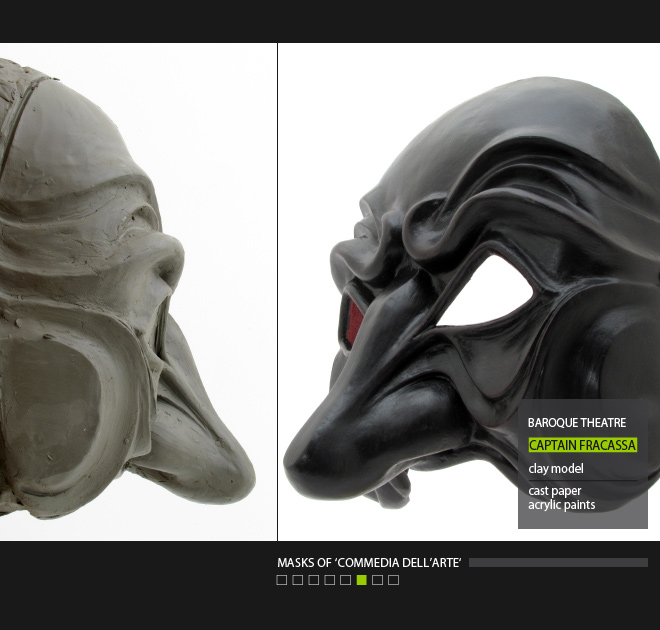 BAROQUE THEATRE
CAPTAIN FRACASSA
clay model
cast paper
acrylic paints
MASKS OF ‘COMMEDIA DELL’ARTE’